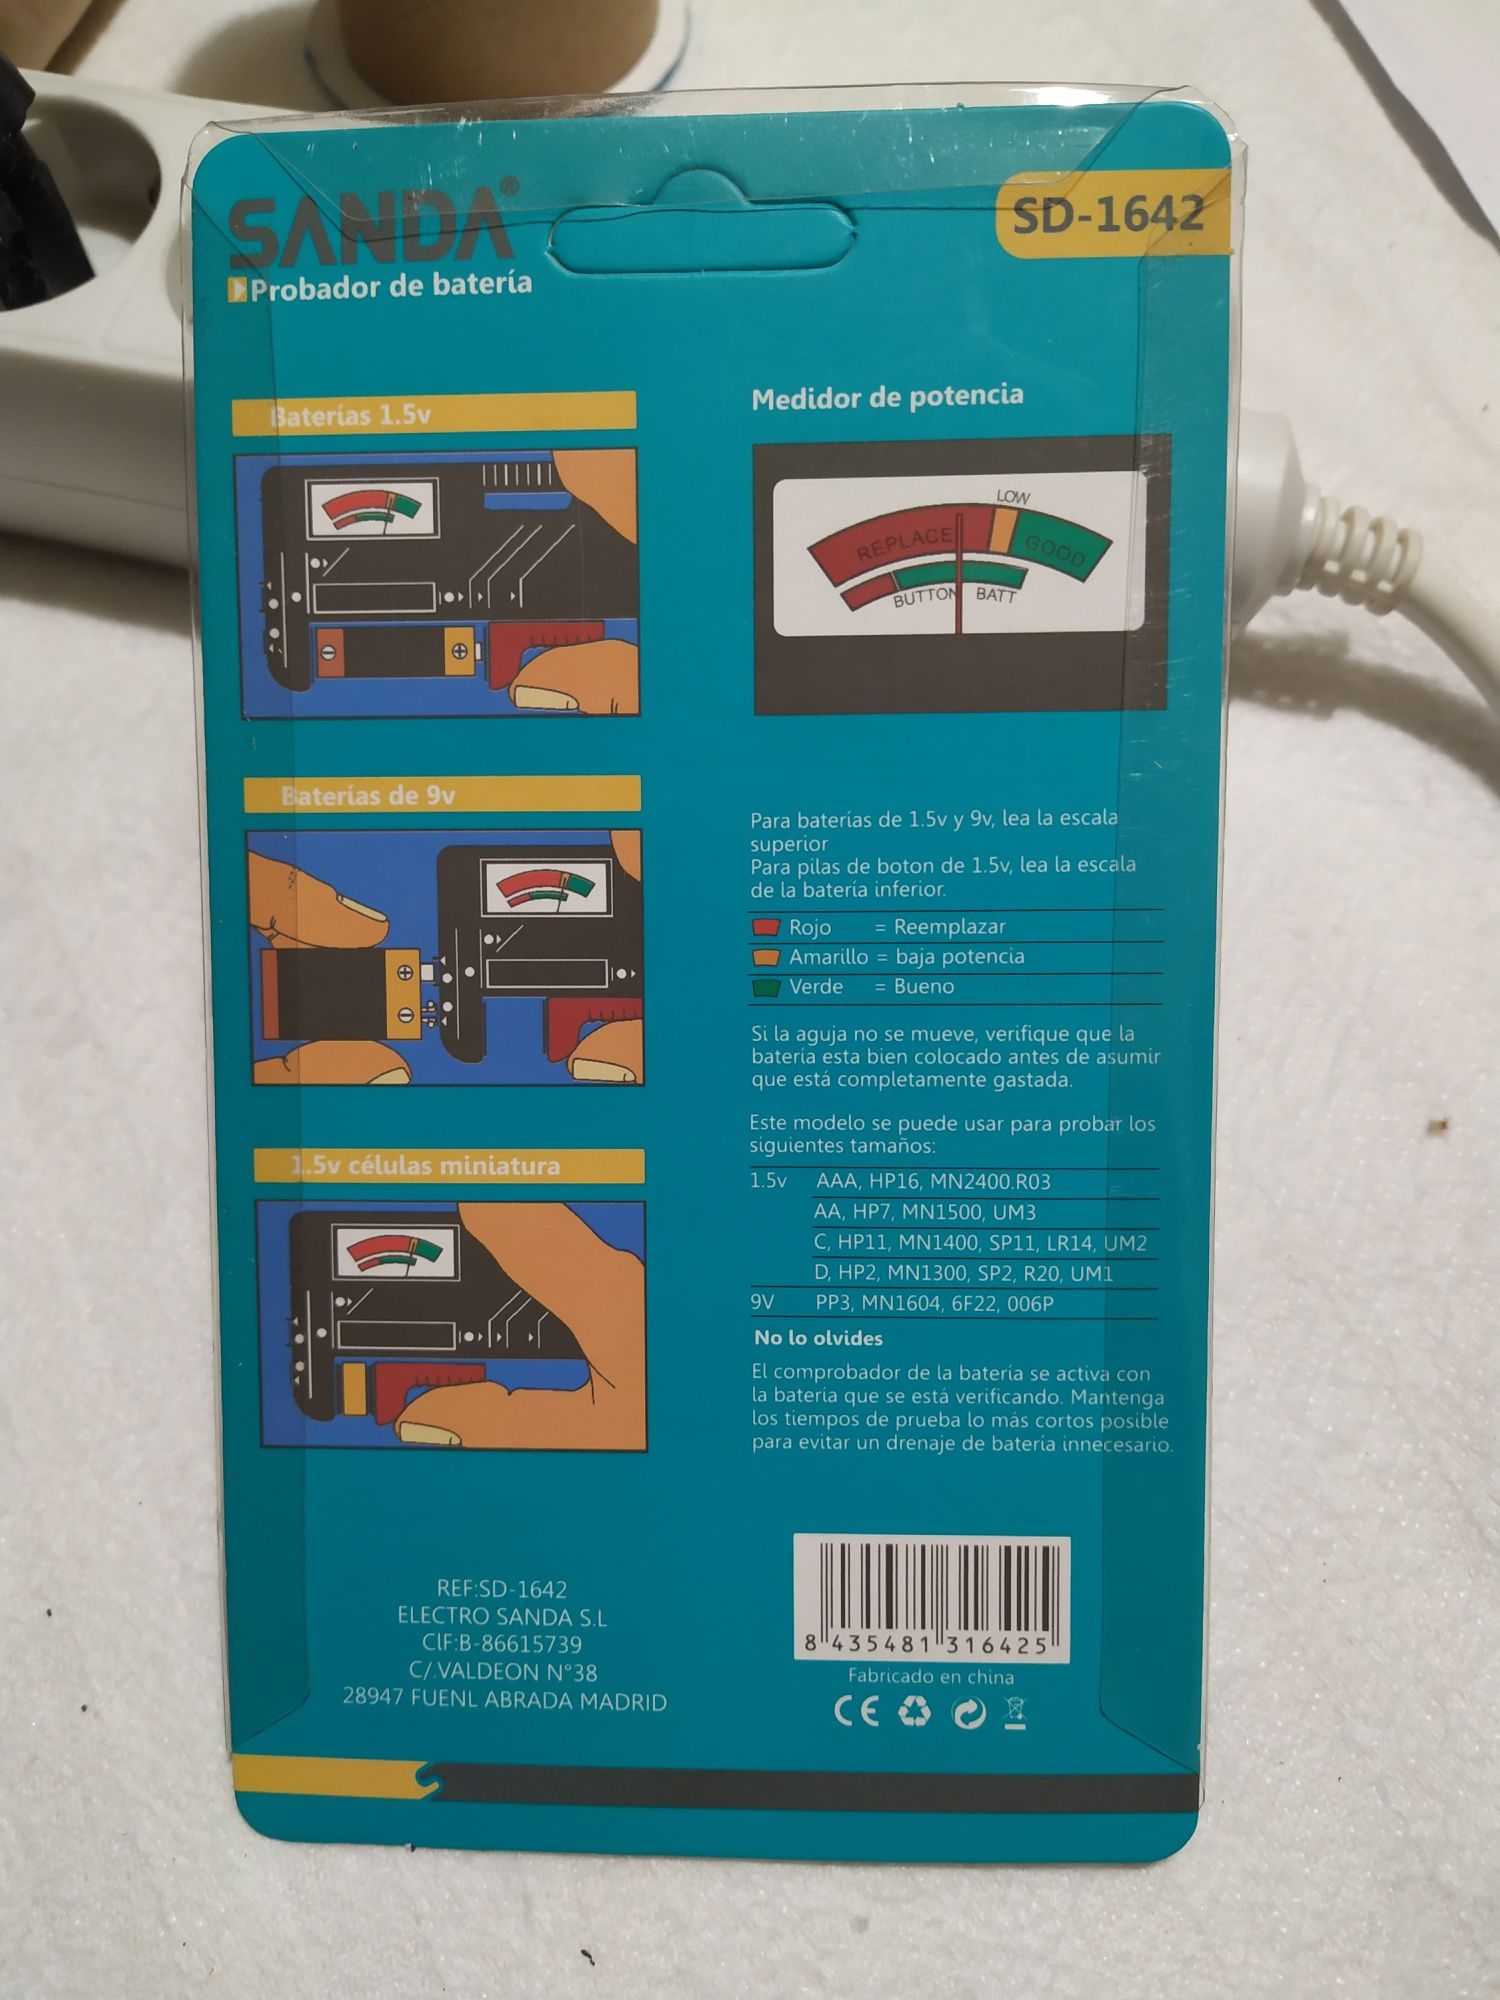 SANDA®
Probador de batería
SD-1642
Baterías 1.5v
Baterías de 9v
1.5v células miniatura
Medidor de potencia
LOW
REPLACE
GOOD
BUTTON BATT
Para baterías de 1.5v y 9v, lea la escala
superior
Para pilas de boton de 1.5v, lea la escala
de la batería inferior.
Rojo = Reemplazar
Amarillo = baja potencia
Verde = Bueno
Si la aguja no se mueve, verifique que la
batería esta bien colocado antes de asumir
que está completamente gastada.
Este modelo se puede usar para probar los
siguientes tamaños:
1.5v AAA, HP16, MN2400.R03
AA, HP7, MN1500, UM3
C, HP11, MN1400, SP11, LR14, UM2
D, HP2, MN1300, SP2, R20, UM1
9V PP3, MN1604, 6F22, 006P
No lo olvides
El comprobador de la batería se activa con
la batería que se está verificando. Mantenga
los tiempos de prueba lo más cortos posible
para evitar un drenaje de batería innecesario.
REF:SD-1642
ELECTRO SANDA S.L
CIF:B-86615739
C/.VALDEON N°38
28947 FUENL ABRADA MADRID
8 435481 316425
Fabricado en china
CE